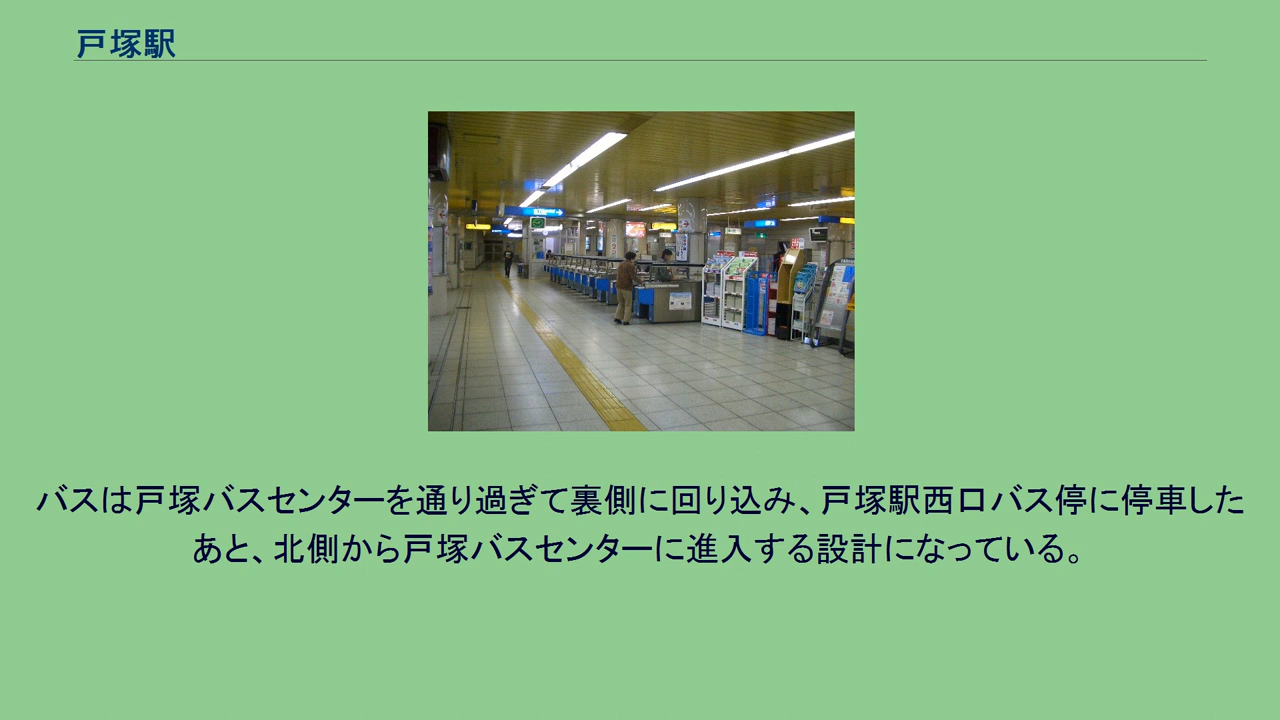 戸塚駅
バスは戸塚バスセンターを通り過ぎて裏側に回り込み、戸塚駅西口バス停に停車した
あと、北側から戸塚バスセンターに進入する設計になっている。